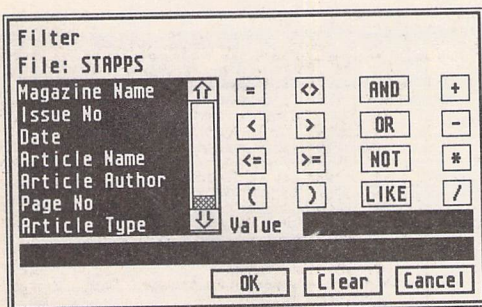 Filter
File: STAPPS
Magazine Name = <> AND +
Issue No
Date < > OR -
Article Name <= >= NOT *
Article Author
Page No ( ) LIKE /
Article Type Value
OK Clear Cancel